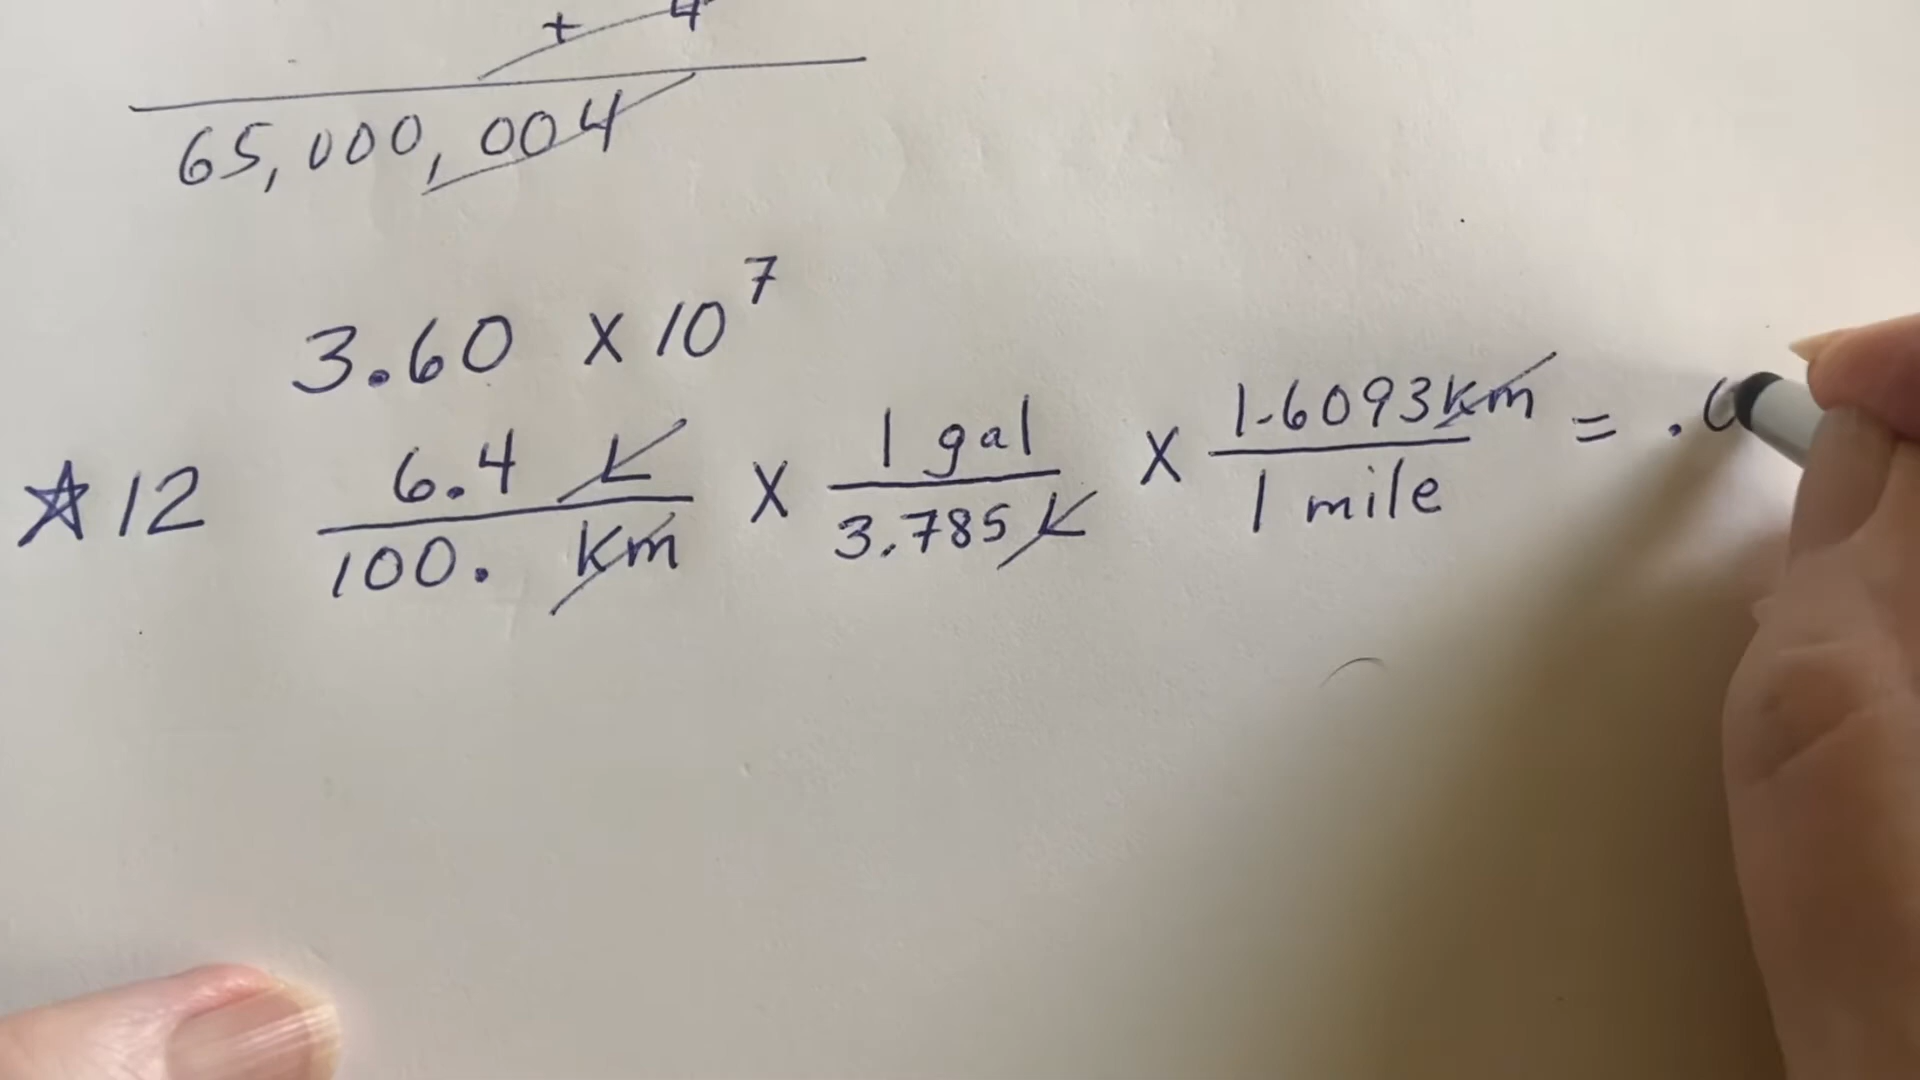 + 4
65,000,004
3.60 x 10^7
☆12 6.4 L / 100. km x 1 gal / 3.785 L x 1.6093 km / 1 mile = .0